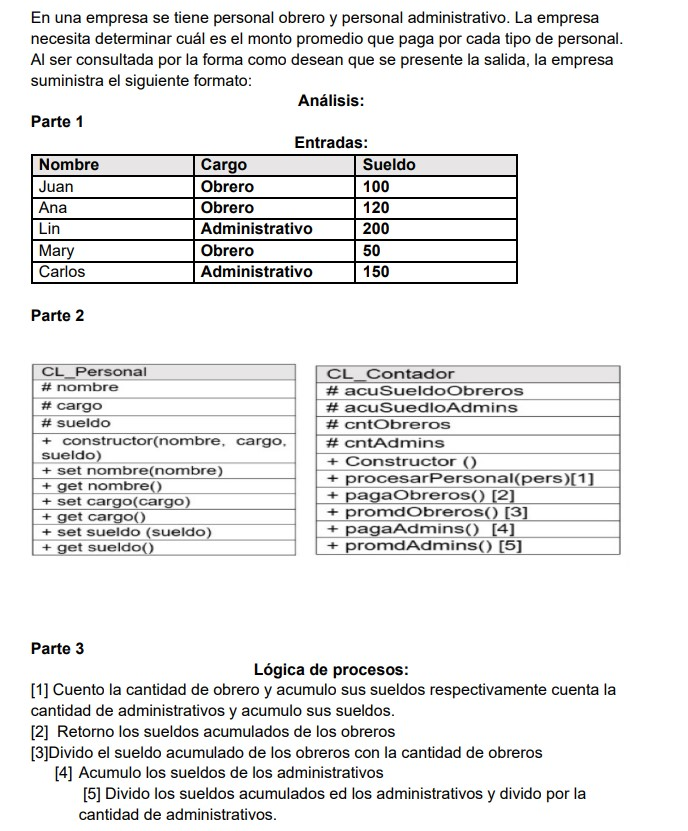 En una empresa se tiene personal obrero y personal administrativo. La empresa
necesita determinar cuál es el monto promedio que paga por cada tipo de personal.
Al ser consultada por la forma como desean que se presente la salida, la empresa
suministra el siguiente formato:
Análisis:
Parte 1
Entradas:
Nombre Cargo Sueldo
Juan Obrero 100
Ana Obrero 120
Lin Administrativo 200
Mary Obrero 50
Carlos Administrativo 150
Parte 2
CL_Personal
# nombre
# cargo
# sueldo
+ constructor(nombre, cargo,
sueldo)
+ set nombre(nombre)
+ get nombre()
+ set cargo(cargo)
+ get cargo()
+ set sueldo (sueldo)
+ get sueldo()
CL_Contador
# acuSueldoObreros
# acuSuedloAdmins
# cntObreros
# cntAdmins
+ Constructor ()
+ procesarPersonal(pers)[1]
+ pagaObreros() [2]
+ promdObreros() [3]
+ pagaAdmins() [4]
+ promdAdmins() [5]
Parte 3
Lógica de procesos:
[1] Cuento la cantidad de obrero y acumulo sus sueldos respectivamente cuenta la
cantidad de administrativos y acumulo sus sueldos.
[2] Retorno los sueldos acumulados de los obreros
[3]Divido el sueldo acumulado de los obreros con la cantidad de obreros
[4] Acumulo los sueldos de los administrativos
[5] Divido los sueldos acumulados ed los administrativos y divido por la
cantidad de administrativos.